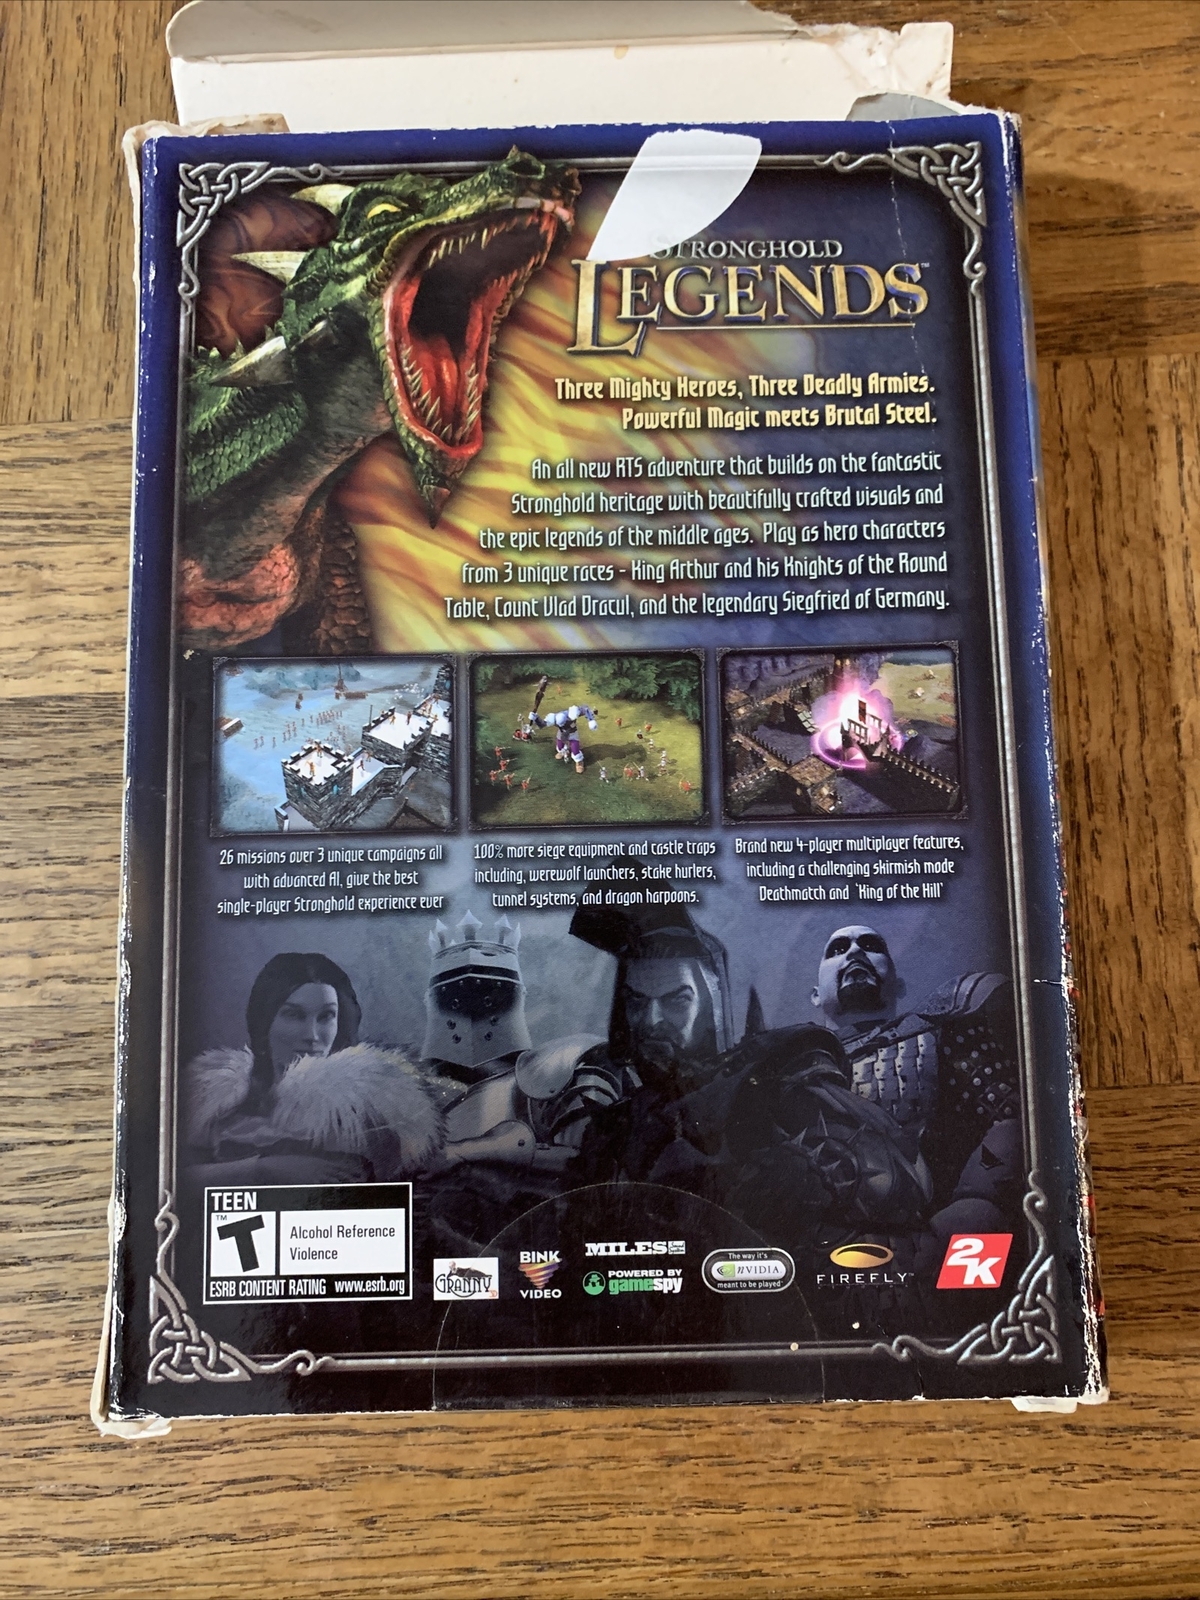 STRONGHOLD
LEGENDS™
Three Mighty Heroes, Three Deadly Armies.
Powerful Magic meets Brutal Steel.
An all new RTS adventure that builds on the fantastic
Stronghold heritage with beautifully crafted visuals and
the epic legends of the middle ages. Play as hero characters
from 3 unique races - King Arthur and his Knights of the Round
Table, Count Vlad Dracul, and the legendary Siegfried of Germany.
26 missions over 3 unique campaigns all
with advanced AI, give the best
single-player Stronghold experience ever
100% more siege equipment and castle traps
including, werewolf launchers, stake hurlers,
tunnel systems, and dragon harpoons.
Brand new 4-player multiplayer features,
including a challenging skirmish mode
Deathmatch and 'King of the Hill'
TEEN
T™
Alcohol Reference
Violence
ESRB CONTENT RATING www.esrb.org
GRANNY 3D
BINK
VIDEO
MILES
POWERED BY
gamespy
The way it's
nVIDIA
meant to be played
FIREFLY™
2K